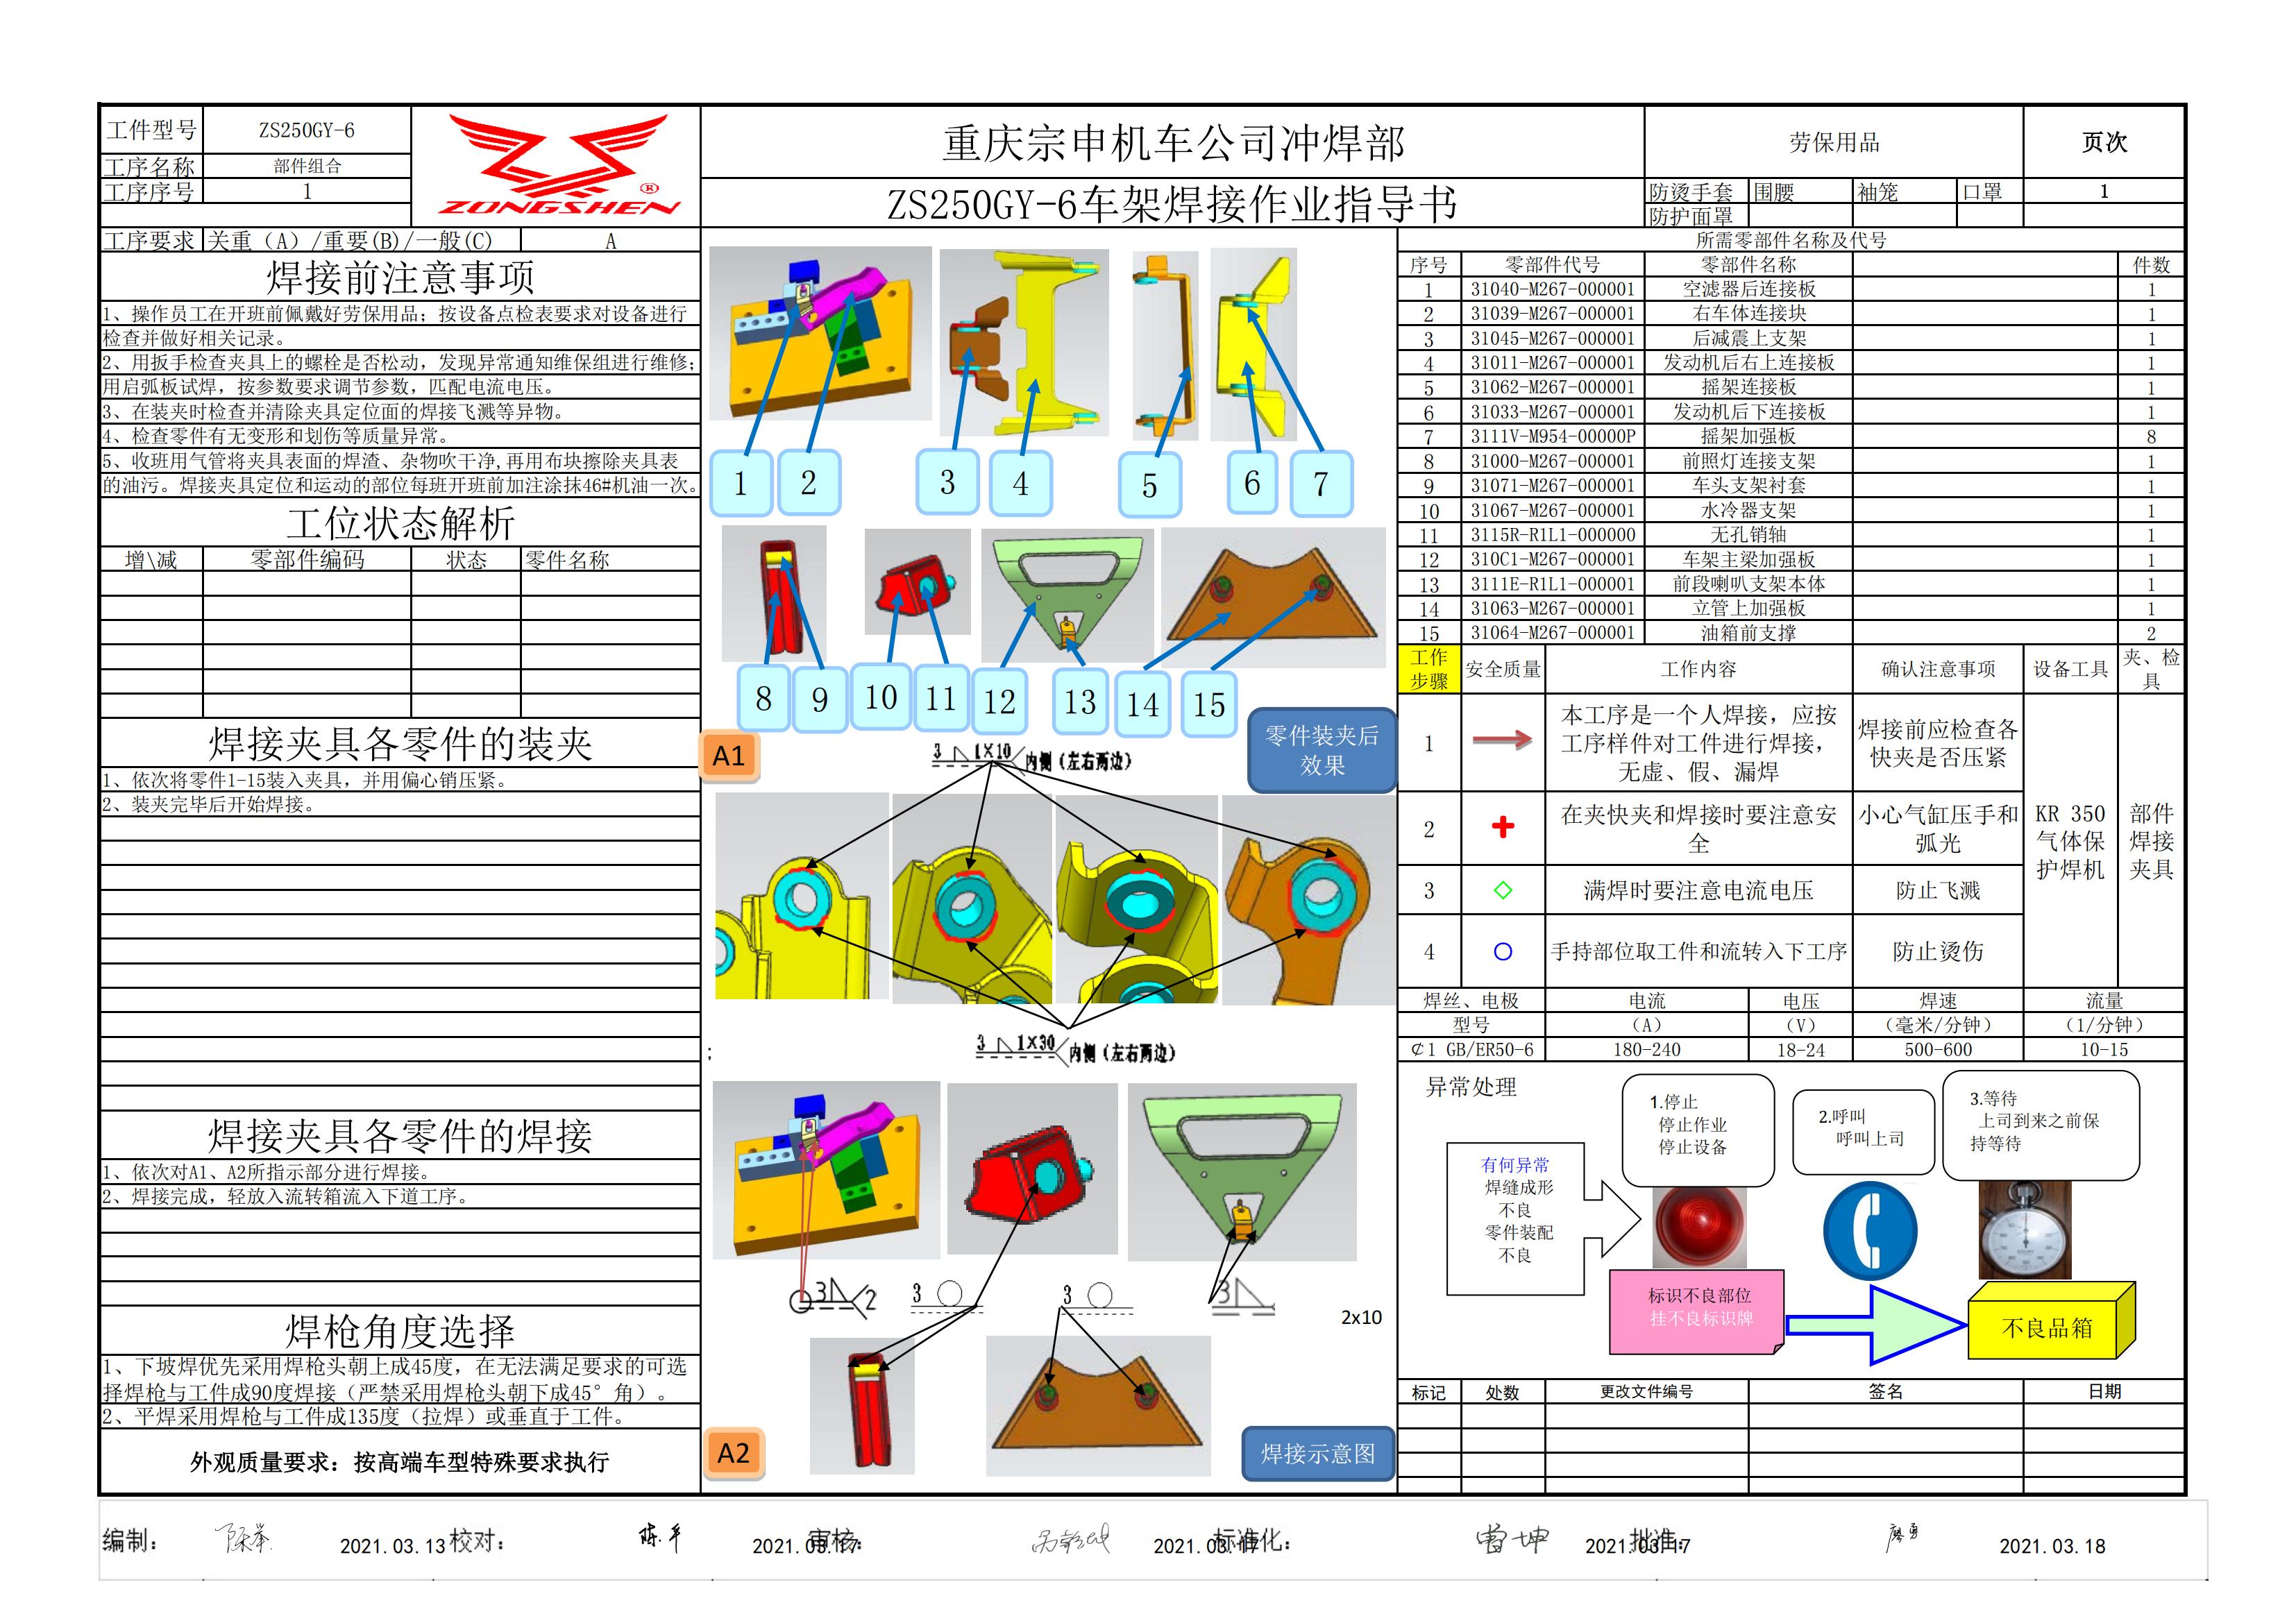 工件型号 ZS250GY-6
工序名称 部件组合
工序序号 1
® ZONGSHEN
重庆宗申机车公司冲焊部
ZS250GY-6车架焊接作业指导书
劳保用品 页次
防烫手套 围腰 袖笼 口罩 1
防护面罩
工序要求 关重（A）/重要(B)/一般(C) A
焊接前注意事项
1、操作员工在开班前佩戴好劳保用品；按设备点检表要求对设备进行
检查并做好相关记录。
2、用扳手检查夹具上的螺栓是否松动，发现异常通知维保组进行维修；
用启弧板试焊，按参数要求调节参数，匹配电流电压。
3、在装夹时检查并清除夹具定位面的焊接飞溅等异物。
4、检查零件有无变形和划伤等质量异常。
5、收班用气管将夹具表面的焊渣、杂物吹干净,再用布块擦除夹具表
的油污。焊接夹具定位和运动的部位每班开班前加注涂抹46#机油一次。
工位状态解析
增\减 零部件编码 状态 零件名称
焊接夹具各零件的装夹
1、依次将零件1-15装入夹具，并用偏心销压紧。
2、装夹完毕后开始焊接。
焊接夹具各零件的焊接
1、依次对A1、A2所指示部分进行焊接。
2、焊接完成，轻放入流转箱流入下道工序。
焊枪角度选择
1、下坡焊优先采用焊枪头朝上成45度，在无法满足要求的可选
择焊枪与工件成90度焊接（严禁采用焊枪头朝下成45°角）。
2、平焊采用焊枪与工件成135度（拉焊）或垂直于工件。
外观质量要求：按高端车型特殊要求执行
1 2 3 4 5 6 7
8 9 10 11 12 13 14 15
A1
零件装夹后
效果
3 1×10 内侧（左右两边）
3 1×30 内侧（左右两边）
;
3 2
3
3
3
2x10
A2
焊接示意图
所需零部件名称及代号
序号 零部件代号 零部件名称 件数
1 31040-M267-000001 空滤器后连接板 1
2 31039-M267-000001 右车体连接块 1
3 31045-M267-000001 后减震上支架 1
4 31011-M267-000001 发动机后右上连接板 1
5 31062-M267-000001 摇架连接板 1
6 31033-M267-000001 发动机后下连接板 1
7 3111V-M954-00000P 摇架加强板 8
8 31000-M267-000001 前照灯连接支架 1
9 31071-M267-000001 车头支架衬套 1
10 31067-M267-000001 水冷器支架 1
11 3115R-R1L1-000000 无孔销轴 1
12 310C1-M267-000001 车架主梁加强板 1
13 3111E-R1L1-000001 前段喇叭支架本体 1
14 31063-M267-000001 立管上加强板 1
15 31064-M267-000001 油箱前支撑 2
工作步骤 安全质量 工作内容 确认注意事项 设备工具 夹、检具
1 本工序是一个人焊接，应按工序样件对工件进行焊接，无虚、假、漏焊 焊接前应检查各快夹是否压紧
2 在夹快夹和焊接时要注意安全 小心气缸压手和弧光
3 满焊时要注意电流电压 防止飞溅
4 手持部位取工件和流转入下工序 防止烫伤
KR 350气体保护焊机
部件焊接夹具
焊丝、电极 电流 电压 焊速 流量
型号 （A） （V） （毫米/分钟） （1/分钟）
¢1 GB/ER50-6 180-240 18-24 500-600 10-15
异常处理
有何异常
焊缝成形
不良
零件装配
不良
1.停止
停止作业
停止设备
2.呼叫
呼叫上司
3.等待
上司到来之前保
持等待
标识不良部位
挂不良标识牌
不良品箱
标记 处数 更改文件编号 签名 日期
编制： 2021.03.13 校对： 陈平 2021.03.17 审核： 2021.03.17 标准化： 雷坤 2021.03.17 批准： 廖勇 2021.03.18